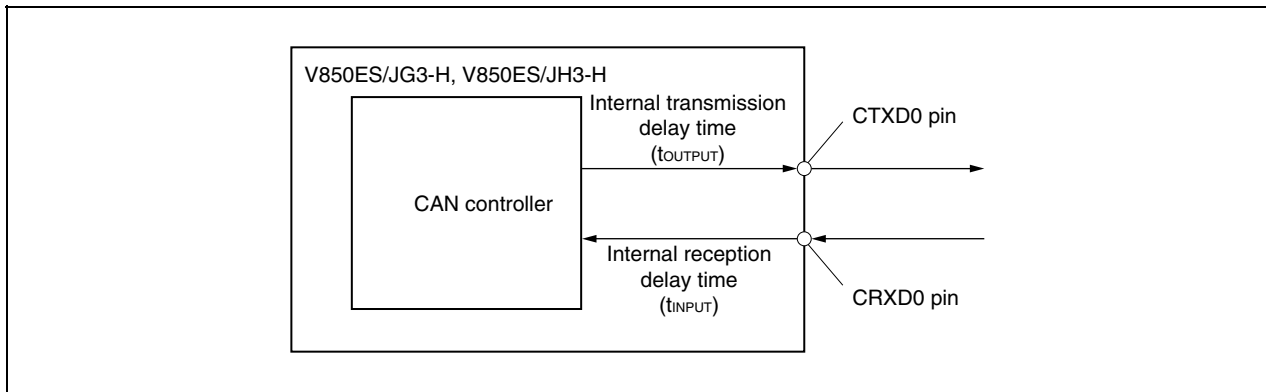 V850ES/JG3-H, V850ES/JH3-H
Internal transmission
delay time
(tOUTPUT)
CTXD0 pin
CAN controller
Internal reception
delay time
(tINPUT)
CRXD0 pin